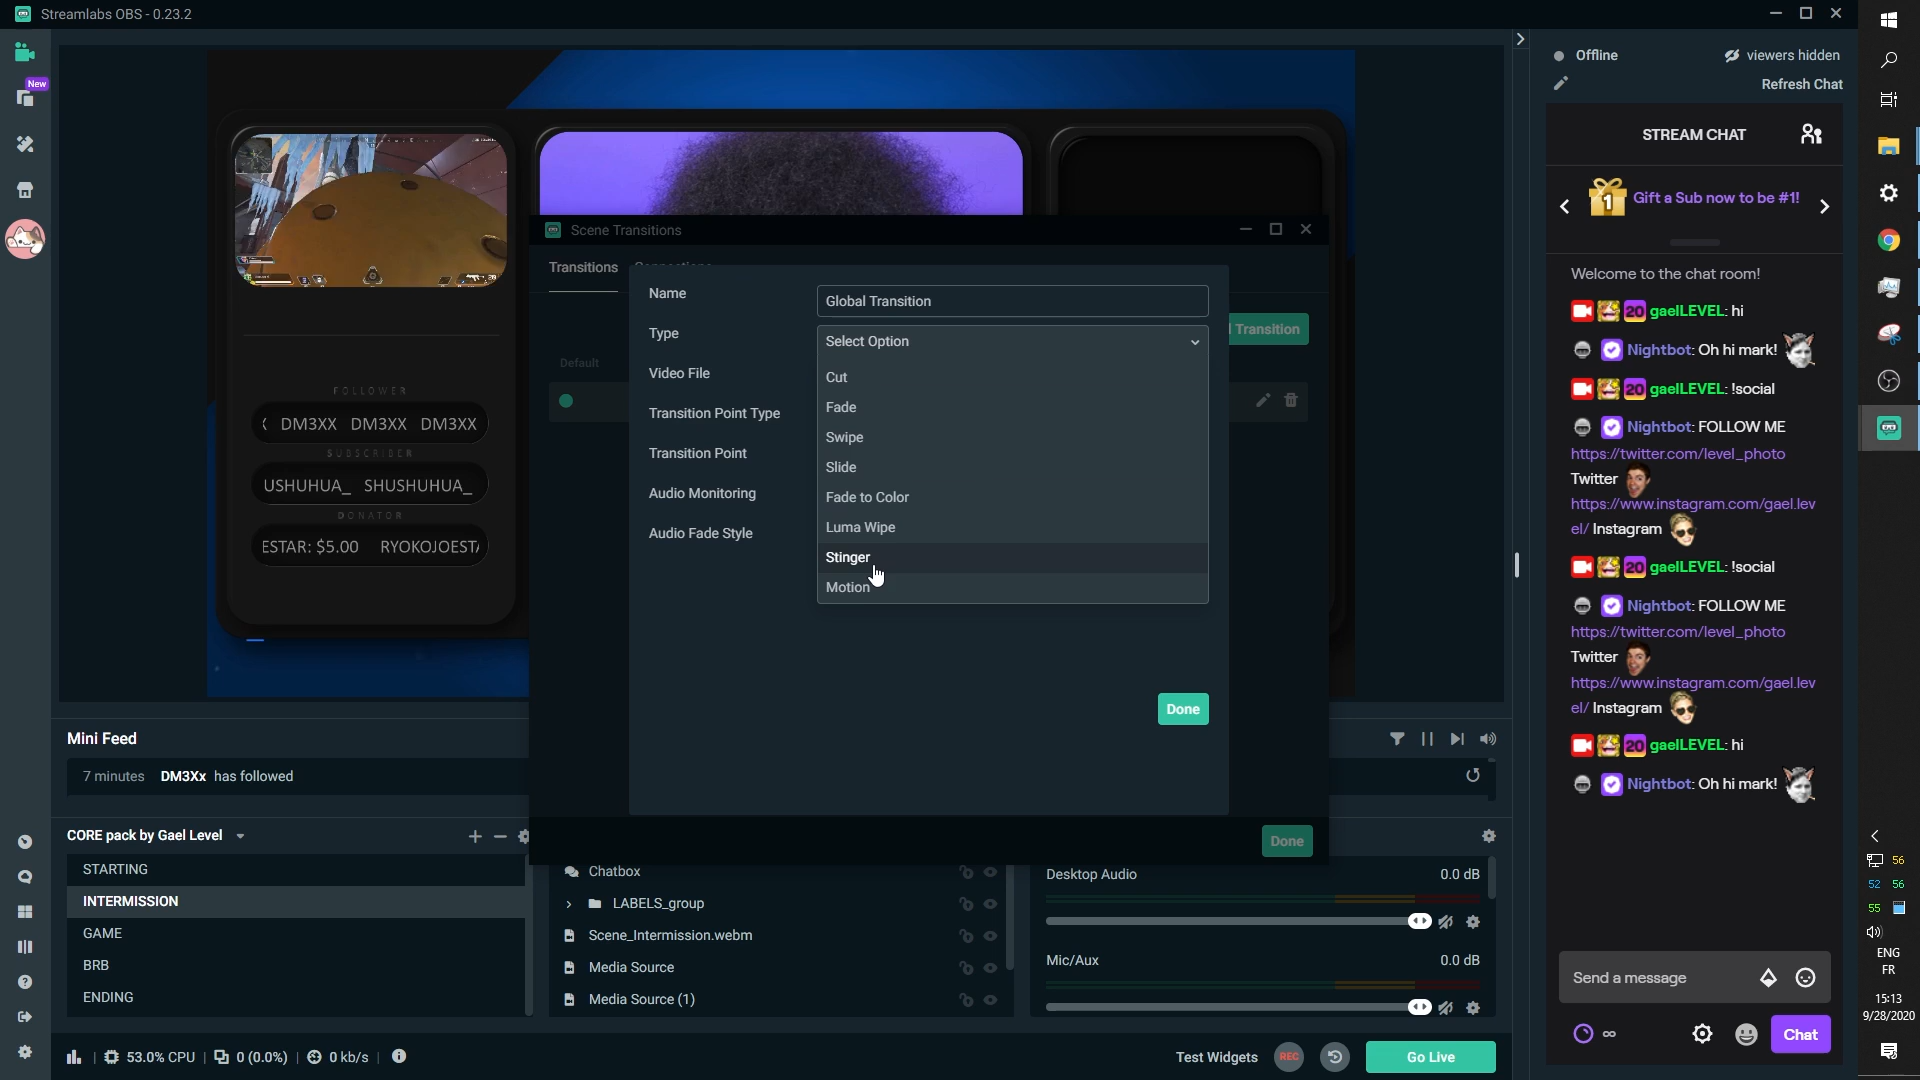 Streamlabs OBS - 0.23.2
New
FOLLOWER
DM3XX DM3XX DM3XX
SUBSCRIBER
USHUHUA_ SHUSHUHUA_
DONATOR
ESTAR: $5.00 RYOKOJOESTA
Scene Transitions
Transitions
Connections
Transition
Default
Name
Global Transition
Type
Select Option
Cut
Video File
Fade
Transition Point Type
Swipe
Transition Point
Slide
Audio Monitoring
Fade to Color
Audio Fade Style
Luma Wipe
Stinger
Motion
Done
Done
Mini Feed
7 minutes DM3Xx has followed
CORE pack by Gael Level
STARTING
INTERMISSION
GAME
BRB
ENDING
Chatbox
LABELS_group
Scene_Intermission.webm
Media Source
Media Source (1)
Desktop Audio 0.0 dB
Mic/Aux 0.0 dB
53.0% CPU 0 (0.0%) 0 kb/s
Test Widgets REC Go Live
Offline viewers hidden
Refresh Chat
STREAM CHAT
1 Gift a Sub now to be #1!
Welcome to the chat room!
20 gaelLEVEL: hi
Nightbot: Oh hi mark!
20 gaelLEVEL: !social
Nightbot: FOLLOW ME
https://twitter.com/level_photo
Twitter
https://www.instagram.com/gael.lev
el/ Instagram
20 gaelLEVEL: !social
Nightbot: FOLLOW ME
https://twitter.com/level_photo
Twitter
https://www.instagram.com/gael.lev
el/ Instagram
20 gaelLEVEL: hi
Nightbot: Oh hi mark!
Send a message
Chat
56
52 56
55
ENG
FR
15:13
9/28/2020